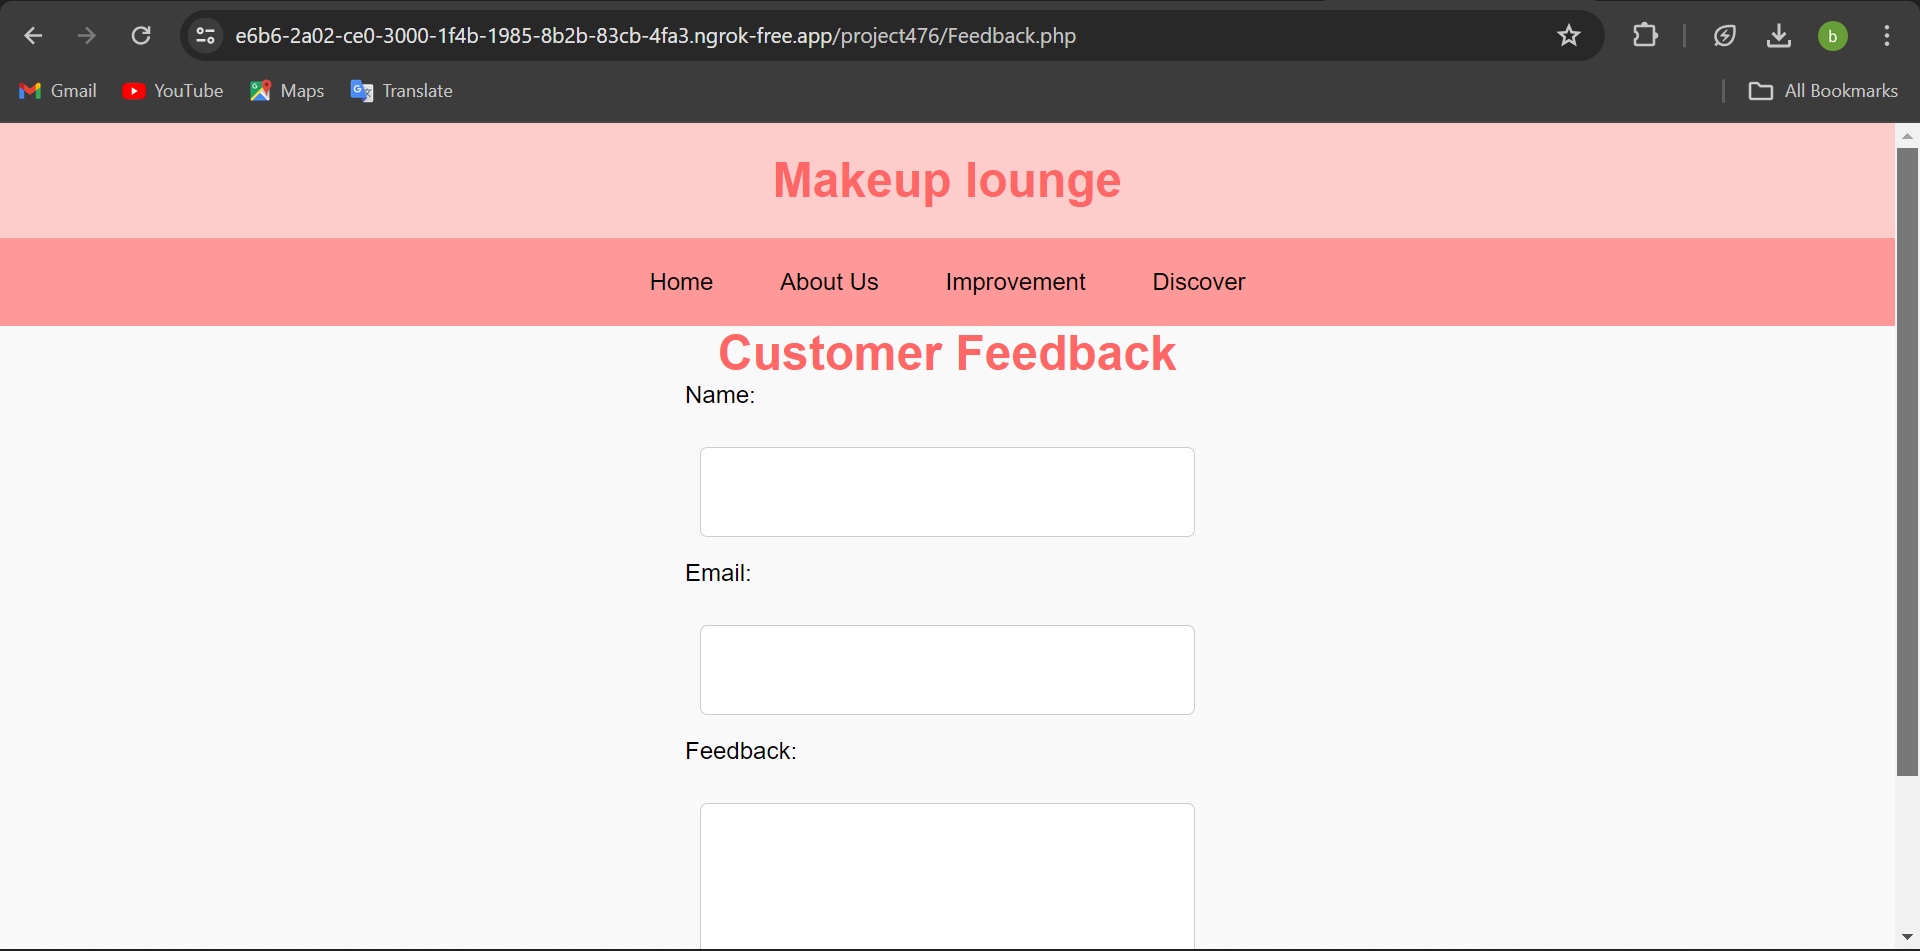 e6b6-2a02-ce0-3000-1f4b-1985-8b2b-83cb-4fa3.ngrok-free.app/project476/Feedback.php
b
Gmail YouTube Maps Translate All Bookmarks
Makeup lounge
Home About Us Improvement Discover
Customer Feedback
Name:
Email:
Feedback: